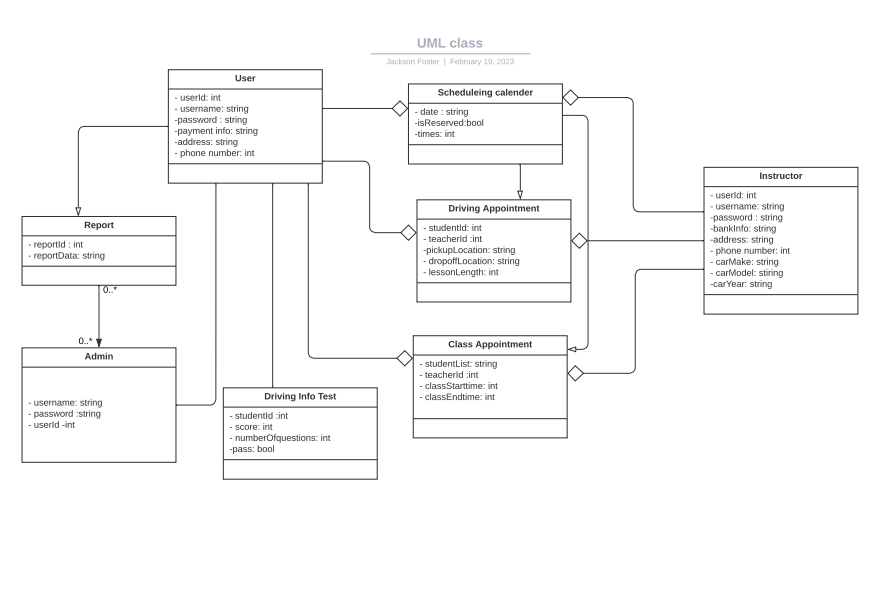 UML class
Jackson Foster | February 19, 2023
User
- userId: int
- username: string
-password : string
-payment info: string
-address: string
- phone number: int
Scheduleing calender
- date : string
-isReserved:bool
-times: int
Instructor
- userId: int
- username: string
-password : string
-bankInfo: string
-address: string
- phone number: int
- carMake: string
- carModel: stiring
-carYear: string
Driving Appointment
- studentId: int
- teacherId :int
-pickupLocation: string
- dropoffLocation: string
- lessonLength: int
Report
- reportId : int
- reportData: string
0..*
0..*
Admin
- username: string
- password :string
- userId -int
Class Appointment
- studentList: string
- teacherId :int
- classStarttime: int
- classEndtime: int
Driving Info Test
- studentId :int
- score: int
- numberOfquestions: int
-pass: bool